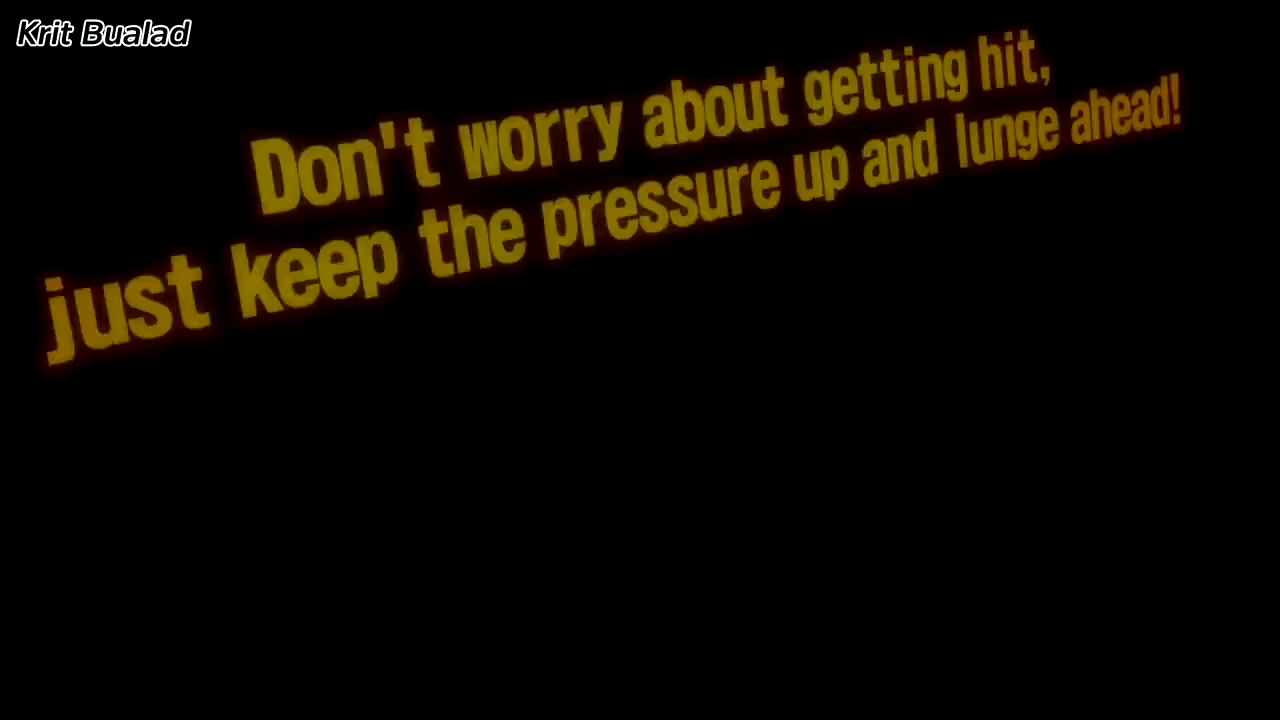 Krit Bualad
Don't worry about getting hit,
just keep the pressure up and lunge ahead!